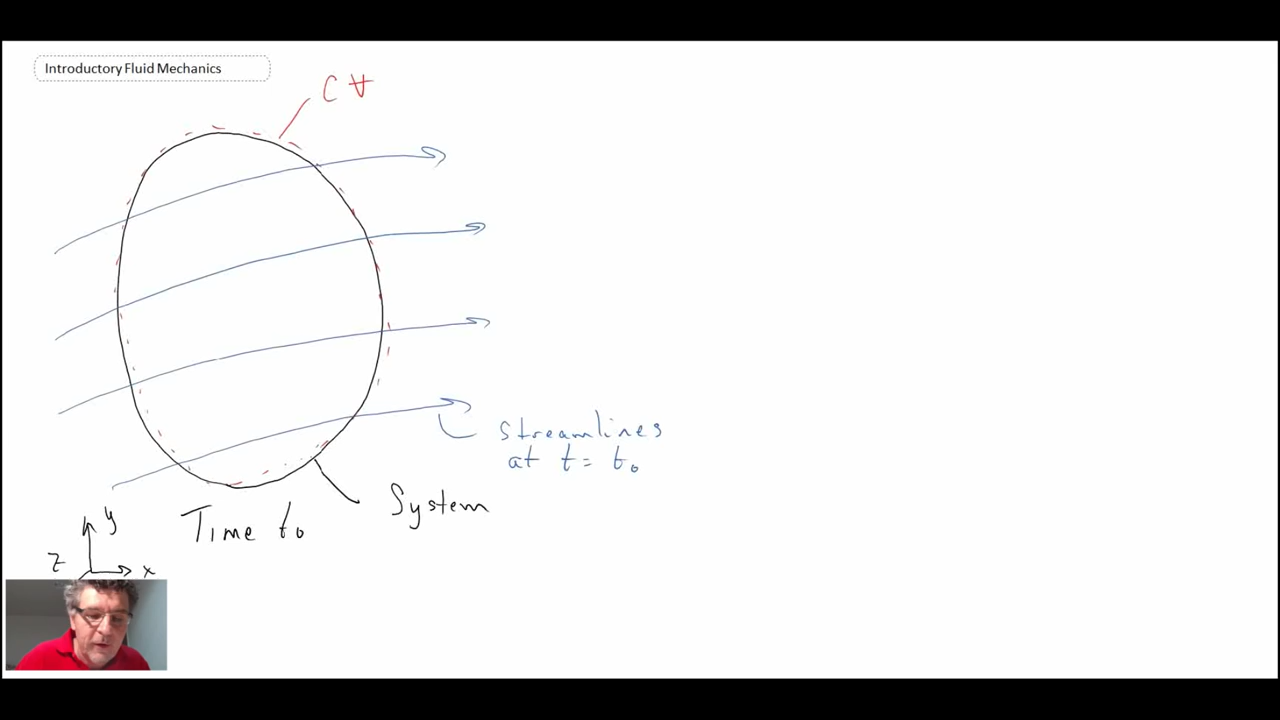 Introductory Fluid Mechanics
C∀
streamlines
at t = t₀
System
Time t₀
y
z
x